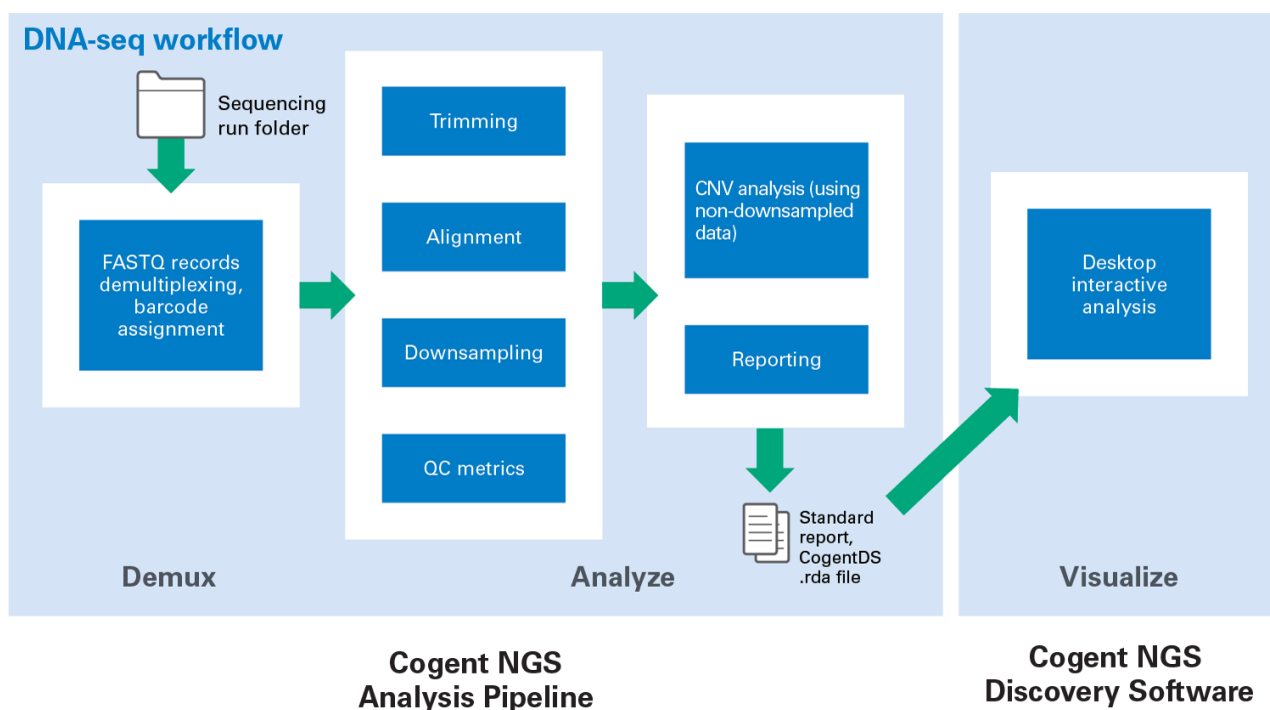 DNA-seq workflow
Sequencing
run folder
FASTQ records
demultiplexing,
barcode
assignment
Trimming
Alignment
Downsampling
QC metrics
CNV analysis (using
non-downsampled
data)
Reporting
Standard
report,
CogentDS
.rda file
Desktop
interactive
analysis
Demux
Analyze
Visualize
Cogent NGS
Analysis Pipeline
Cogent NGS
Discovery Software